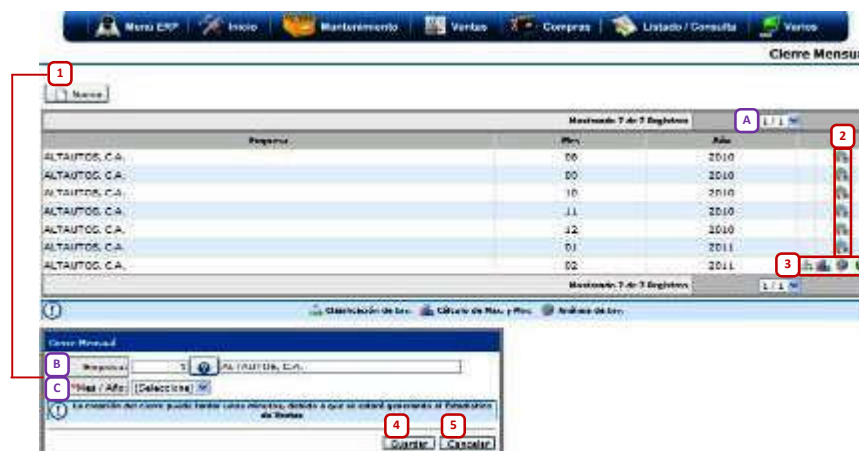 Menú ERP Inicio Mantenimiento Ventas Compras Listado / Consulta Varios
Cierre Mensua
1
Nuevo
Mostrando 7 de 7 Registros A 1 / 1
2
Empresa Mes Año
ALTAUTOS, C.A. 08 2010
ALTAUTOS, C.A. 09 2010
ALTAUTOS, C.A. 10 2010
ALTAUTOS, C.A. 11 2010
ALTAUTOS, C.A. 12 2010
ALTAUTOS, C.A. 01 2011
ALTAUTOS, C.A. 02 2011 3
Mostrando 7 de 7 Registros 1 / 1
Clasificación de Inv. Cálculo de Max. y Min. Análisis de Inv.
Cierre Mensual
B Empresa: 1 ALTAUTOS, C.A.
C *Mes / Año: [Seleccione]
La creación del cierre puede tardar unos minutos, debido a que se estará generando el Estadístico
de Ventas
4 5
Guardar Cancelar